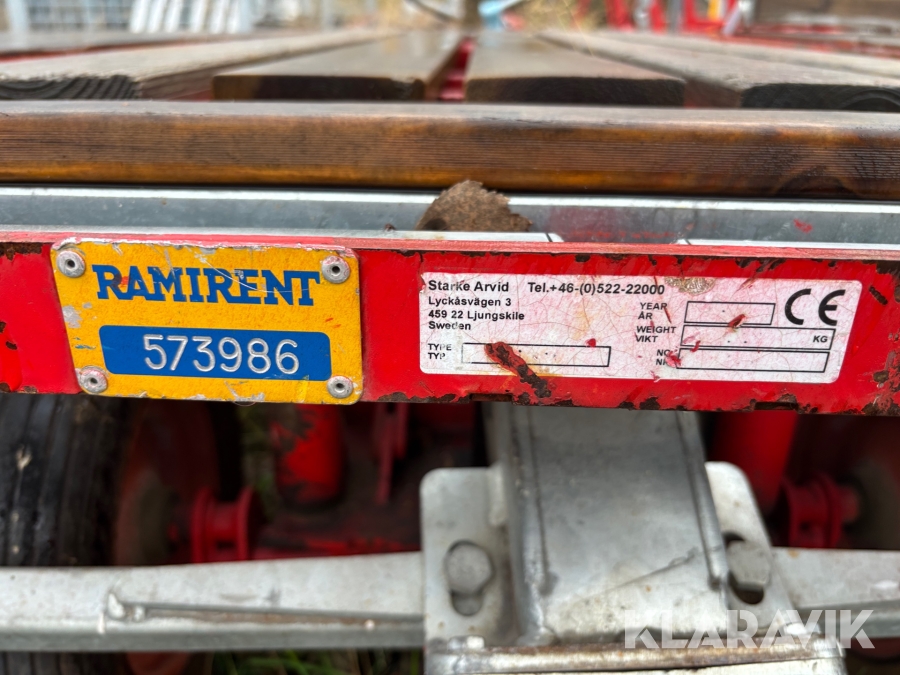 RAMIRENT
573986
Starke Arvid Tel.+46-(0)522-22000
Lyckåsvägen 3
459 22 Ljungskile
Sweden
TYPE
TYP
YEAR
ÅR
WEIGHT
VIKT
KG
NO
NR
CE
KLARAVIK